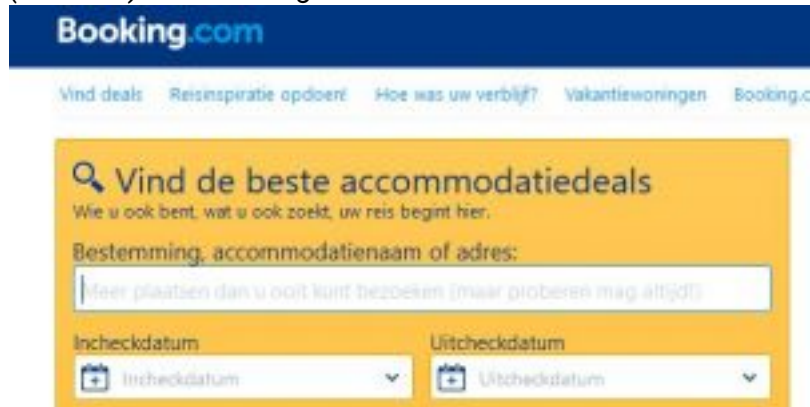 Booking.com
Vind deals Reisinspiratie opdoen! Hoe was uw verblijf? Vakantiewoningen Booking.c
Vind de beste accommodatiedeals
Wie u ook bent, wat u ook zoekt, uw reis begint hier.
Bestemming, accommodatienaam of adres:
Meer plaatsen dan u ooit kunt bezoeken (maar proberen mag altijd!)
Incheckdatum Uitcheckdatum
Incheckdatum Uitcheckdatum